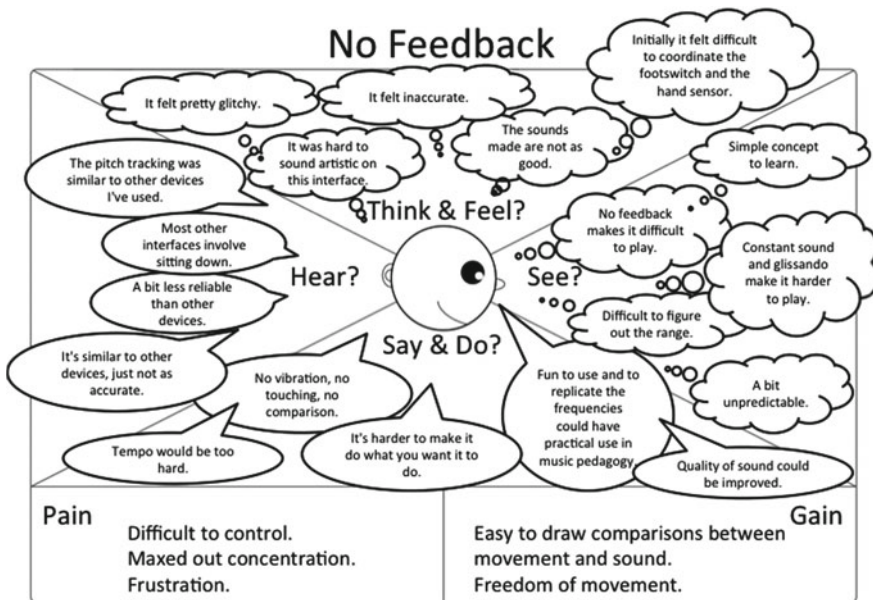 No Feedback
It felt pretty glitchy.
It felt inaccurate.
Initially it felt difficult
to coordinate the
footswitch and the
hand sensor.
It was hard to
sound artistic on
this interface.
The sounds
made are not as
good.
Simple concept
to learn.
The pitch tracking was
similar to other devices
I've used.
Think & Feel?
No feedback
makes it difficult
to play.
Most other
interfaces involve
sitting down.
Hear?
See?
Constant sound
and glissando
make it harder
to play.
A bit less reliable
than other
devices.
Difficult to figure
out the range.
Say & Do?
It's similar to other
devices, just not as
accurate.
No vibration, no
touching, no
comparison.
Fun to use and to
replicate the
frequencies
could have
practical use in
music pedagogy.
A bit
unpredictable.
Tempo would be too
hard.
It's harder to make it
do what you want it to
do.
Quality of sound could
be improved.
Pain
Difficult to control.
Maxed out concentration.
Frustration.
Gain
Easy to draw comparisons between
movement and sound.
Freedom of movement.